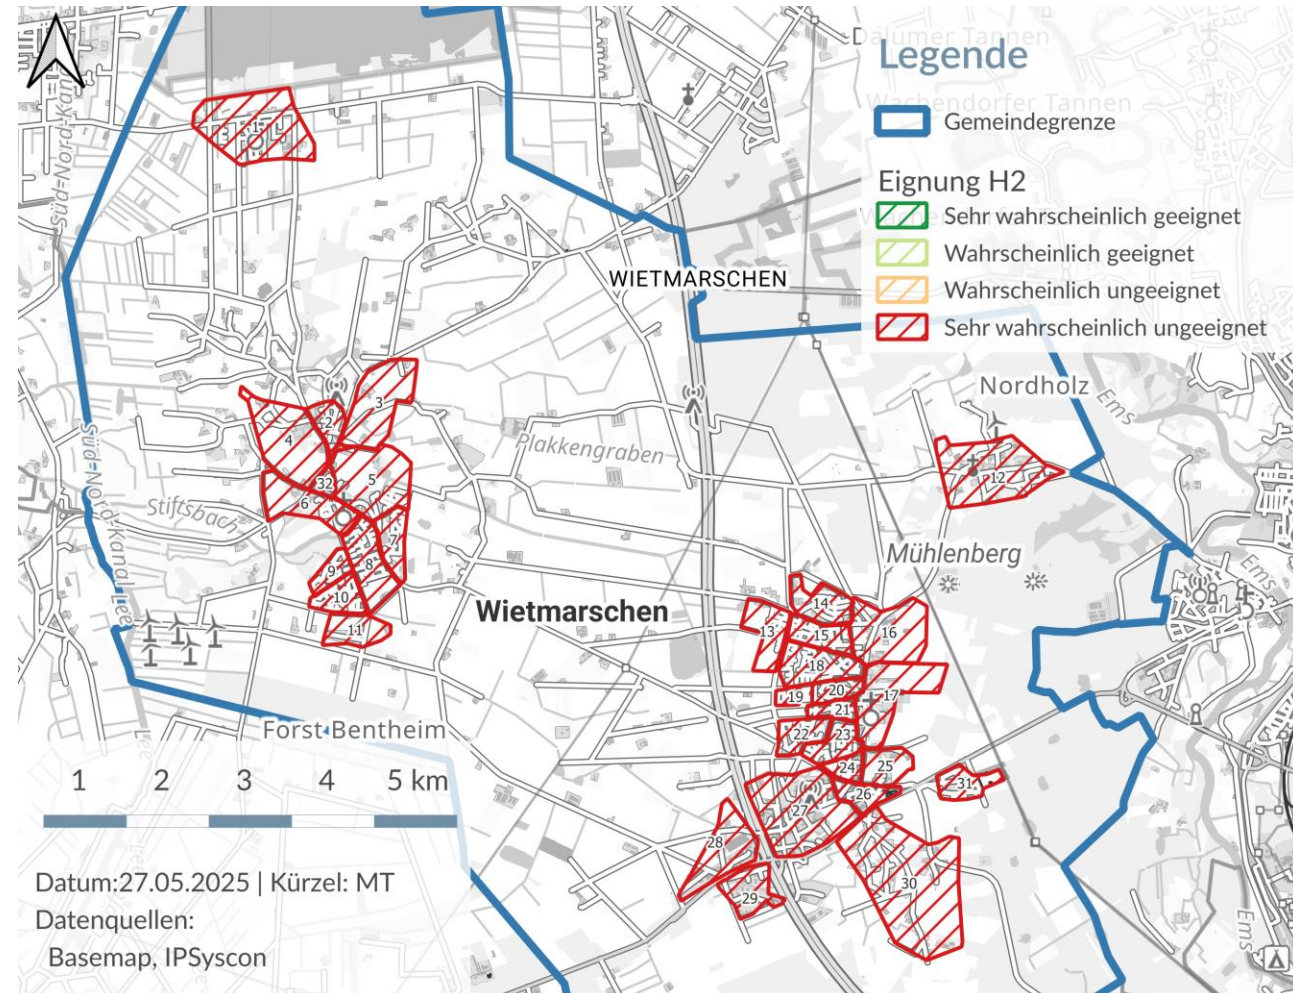 Dalumer Tannen
Legende
Wachendorfer Tannen
Gemeindegrenze
Eignung H2
Sehr wahrscheinlich geeignet
Wahrscheinlich geeignet
Wahrscheinlich ungeeignet
Sehr wahrscheinlich ungeeignet
Süd-Nord-Kan
1
WIETMARSCHEN
Nordholz
Ems
3
2
4
Plakkengraben
Süd-Nord-Kanal
32
5
12
6
Stiftsbach
7
Mühlenberg
8
9
Ems
10
Lee
Wietmarschen
14
11
13
15
16
18
20
17
19
21
Forst-Bentheim
22
23
24
25
1 2 3 4 5 km
31
26
27
28
Datum:27.05.2025 | Kürzel: MT
30
29
Datenquellen:
Ems
Basemap, IPSyscon